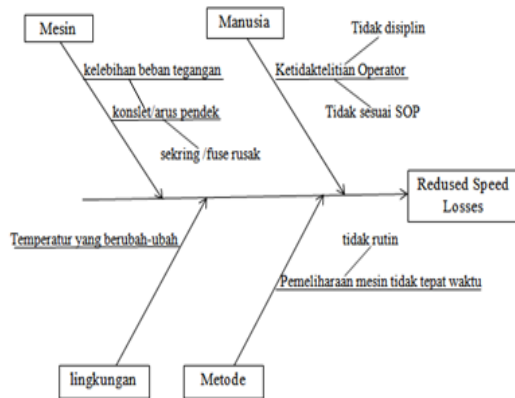 Mesin
Manusia
Tidak disiplin
kelebihan beban tegangan
Ketidaktelitian Operator
konslet/arus pendek
Tidak sesuai SOP
sekring /fuse rusak
Redused Speed
Losses
Temperatur yang berubah-ubah
tidak rutin
Pemeliharaan mesin tidak tepat waktu
lingkungan
Metode